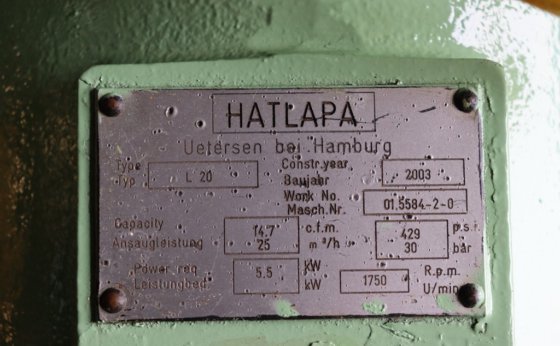 HATLAPA
Uetersen bei Hamburg
Type Constr.year
Typ L 20 Baujahr 2003
Work No.
Masch.Nr. 01.5584-2-0
Capacity 14.7 c.f.m. 429 p.s.i.
Ansaugleistung 25 m³/h 30 bar
Power req. kW R.p.m.
Leistungbed. 5.5 kW 1750 U/min